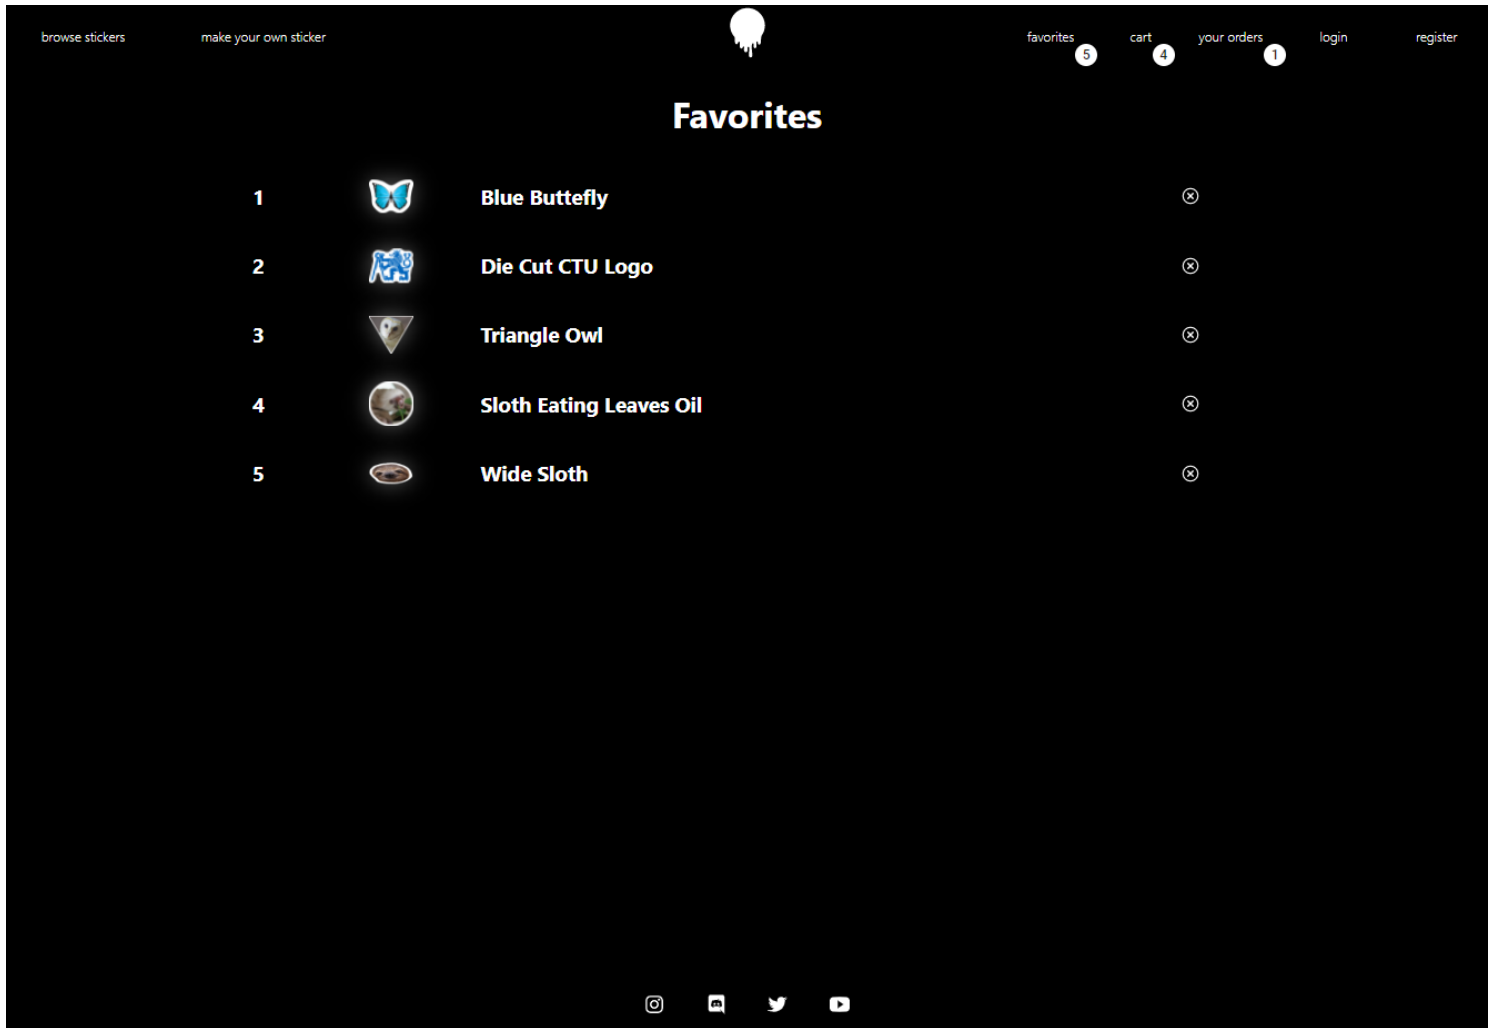 browse stickers make your own sticker favorites 5 cart 4 your orders 1 login register
Favorites
1 Blue Buttefly
2 Die Cut CTU Logo
3 Triangle Owl
4 Sloth Eating Leaves Oil
5 Wide Sloth